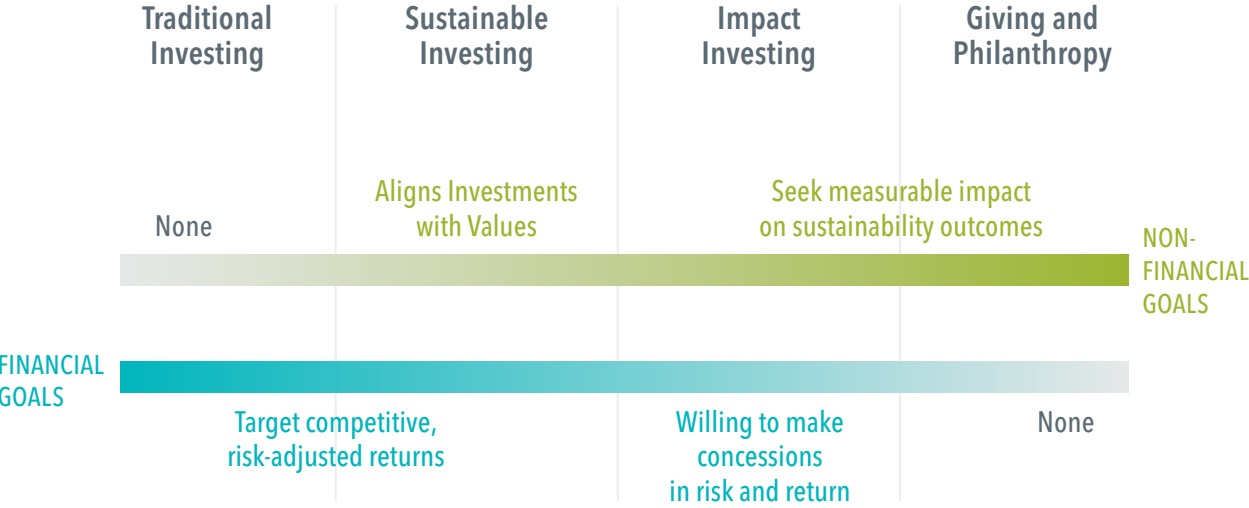 Traditional
Investing
Sustainable
Investing
Impact
Investing
Giving and
Philanthropy
None
Aligns Investments
with Values
Seek measurable impact
on sustainability outcomes
NON-
FINANCIAL
GOALS
FINANCIAL
GOALS
Target competitive,
risk-adjusted returns
Willing to make
concessions
in risk and return
None